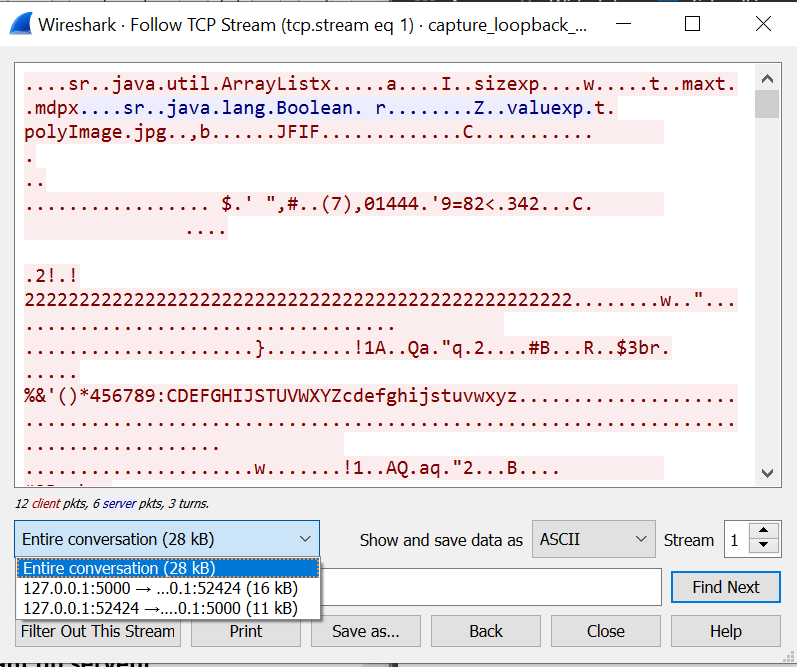 Wireshark · Follow TCP Stream (tcp.stream eq 1) · capture_loopback_...
....sr..java.util.ArrayListx.....a....I..sizexp....w.....t..maxt.
.mdpx....sr..java.lang.Boolean. r........Z..valuexp.t.
polyImage.jpg..,b......JFIF.............C...........
.
..
................. $.' ",#..(7),01444.'9=82<.342...C.
....
.2!.!
22222222222222222222222222222222222222222222222222........w.."...
..................................
.....................}........!1A..Qa."q.2....#B...R..$3br.
.....
%&'()*456789:CDEFGHIJSTUVWXYZcdefghijstuvwxyz....................
.................................................................
..................
.....................w.......!1..AQ.aq."2...B....
12 client pkts, 6 server pkts, 3 turns.
Entire conversation (28 kB)
Show and save data as
ASCII
Stream
1
Entire conversation (28 kB)
127.0.0.1:5000 → ...0.1:52424 (16 kB)
127.0.0.1:52424 →....0.1:5000 (11 kB)
Find Next
Filter Out This Stream
Print
Save as...
Back
Close
Help